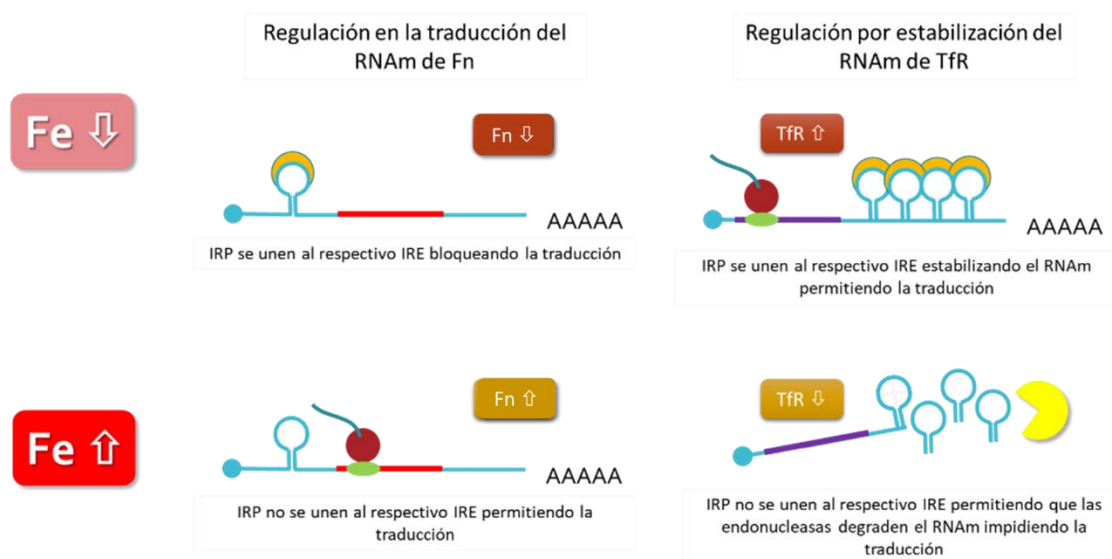 Regulación en la traducción del
RNAm de Fn
Regulación por estabilización del
RNAm de TfR
Fe ⇩
Fn ⇩
TfR ⇧
AAAAA
AAAAA
IRP se unen al respectivo IRE bloqueando la traducción
IRP se unen al respectivo IRE estabilizando el RNAm
permitiendo la traducción
Fe ⇧
Fn ⇧
TfR ⇩
AAAAA
IRP no se unen al respectivo IRE permitiendo la
traducción
IRP no se unen al respectivo IRE permitiendo que las
endonucleasas degraden el RNAm impidiendo la
traducción